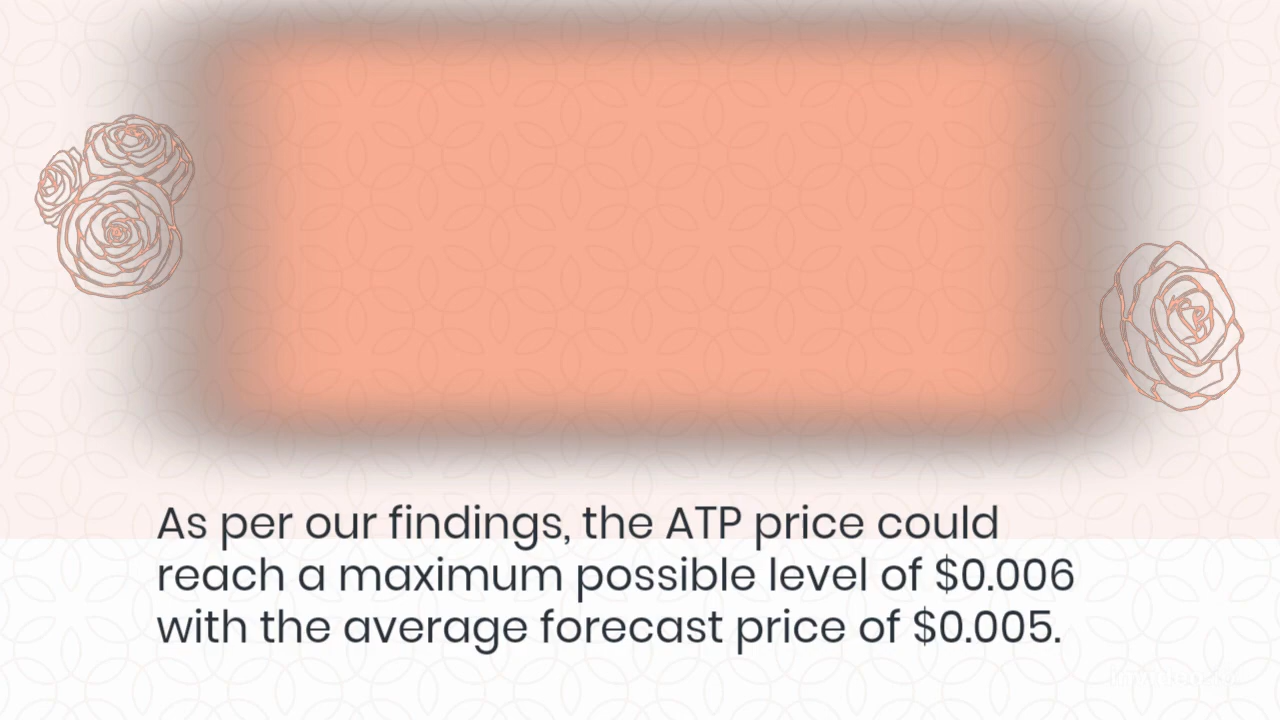 As per our findings, the ATP price could
reach a maximum possible level of $0.006
with the average forecast price of $0.005.